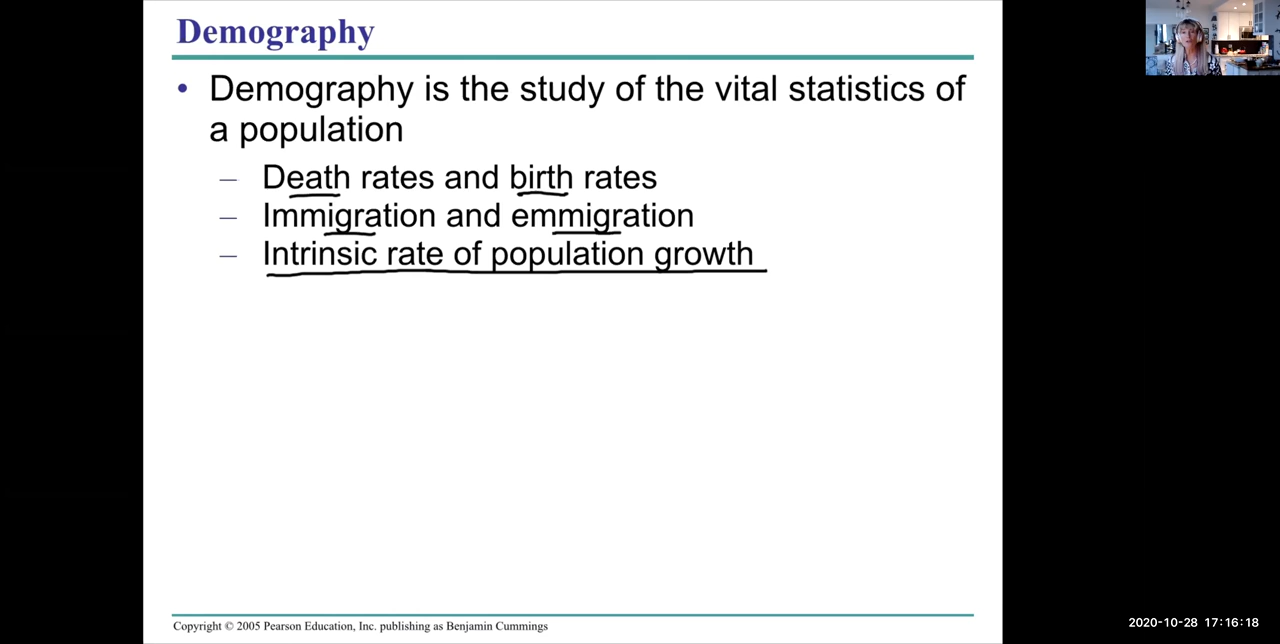 Demography
• Demography is the study of the vital statistics of
a population
– Death rates and birth rates
– Immigration and emmigration
– Intrinsic rate of population growth
Copyright © 2005 Pearson Education, Inc. publishing as Benjamin Cummings
2020-10-28 17:16:18